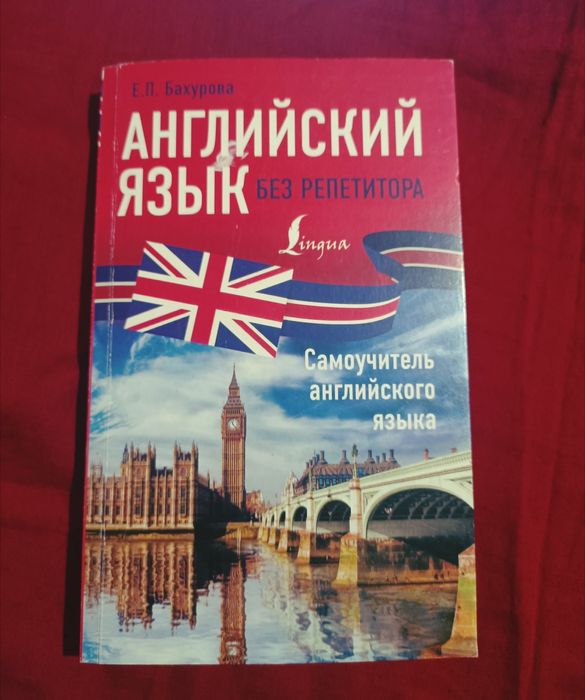 Е.П. Бахурова
АНГЛИЙСКИЙ
ЯЗЫК БЕЗ РЕПЕТИТОРА
Lingua
Самоучитель
английского
языка